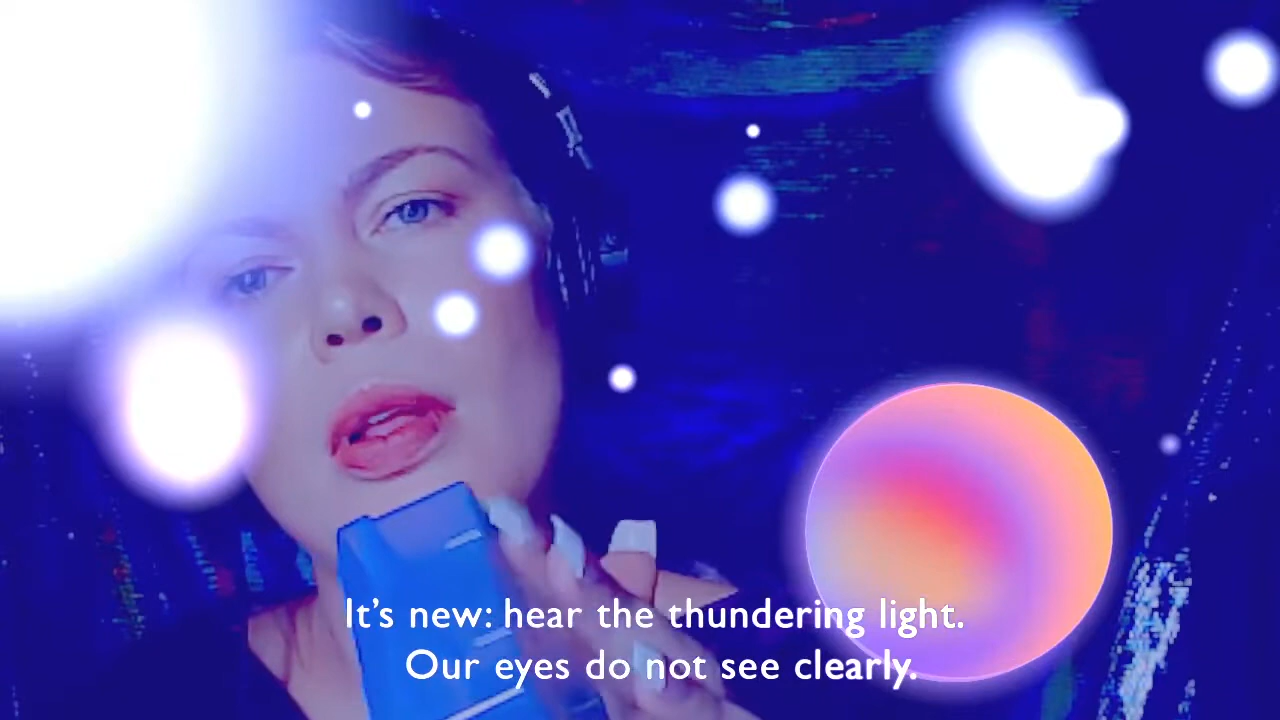 It’s new: hear the thundering light.
Our eyes do not see clearly.